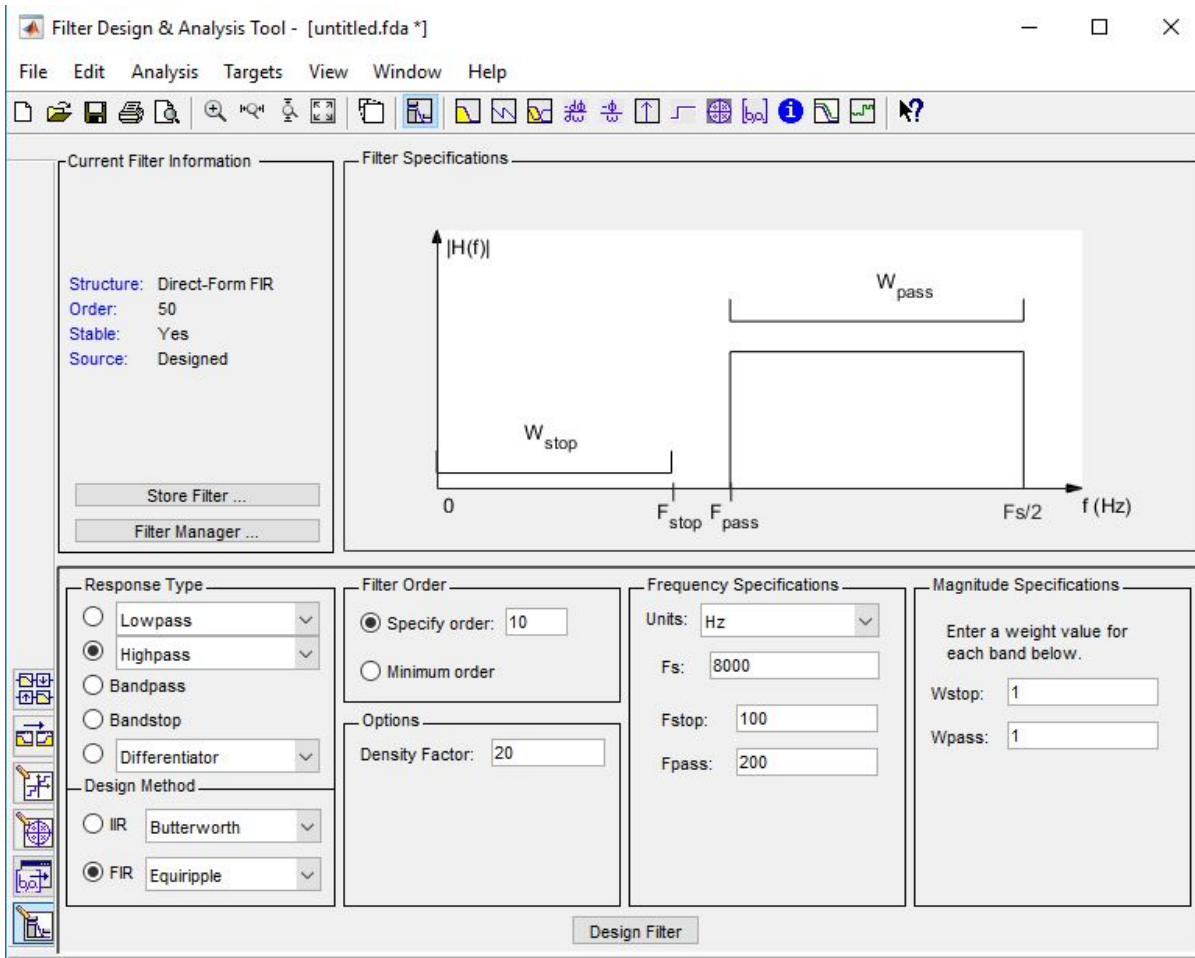 Filter Design & Analysis Tool - [untitled.fda *]
File Edit Analysis Targets View Window Help
Current Filter Information
Structure: Direct-Form FIR
Order: 50
Stable: Yes
Source: Designed
Store Filter ...
Filter Manager ...
Filter Specifications
|H(f)|
Wpass
Wstop
0
Fstop
Fpass
Fs/2
f (Hz)
Response Type
Lowpass
Highpass
Bandpass
Bandstop
Differentiator
Design Method
IIR Butterworth
FIR Equiripple
Filter Order
Specify order: 10
Minimum order
Options
Density Factor: 20
Frequency Specifications
Units: Hz
Fs: 8000
Fstop: 100
Fpass: 200
Magnitude Specifications
Enter a weight value for
each band below.
Wstop: 1
Wpass: 1
Design Filter